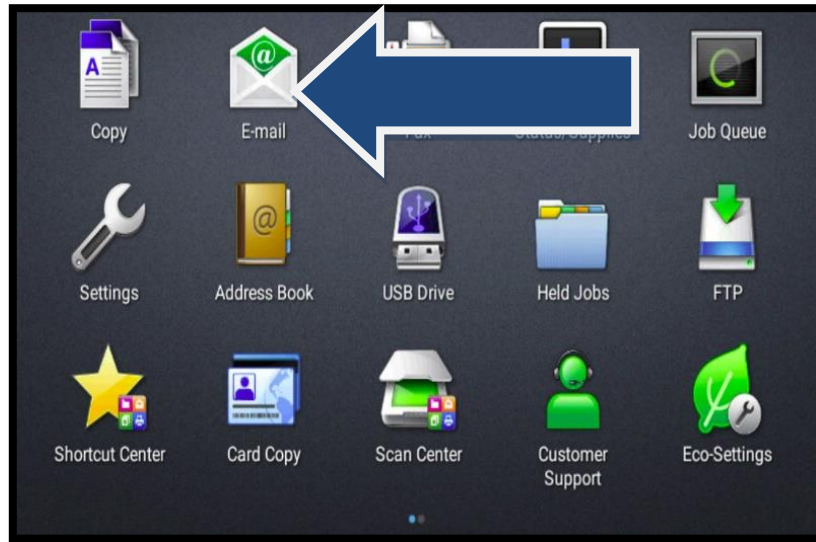 Copy
E-mail
Job Queue
Settings
Address Book
USB Drive
Held Jobs
FTP
Shortcut Center
Card Copy
Scan Center
Customer
Support
Eco-Settings